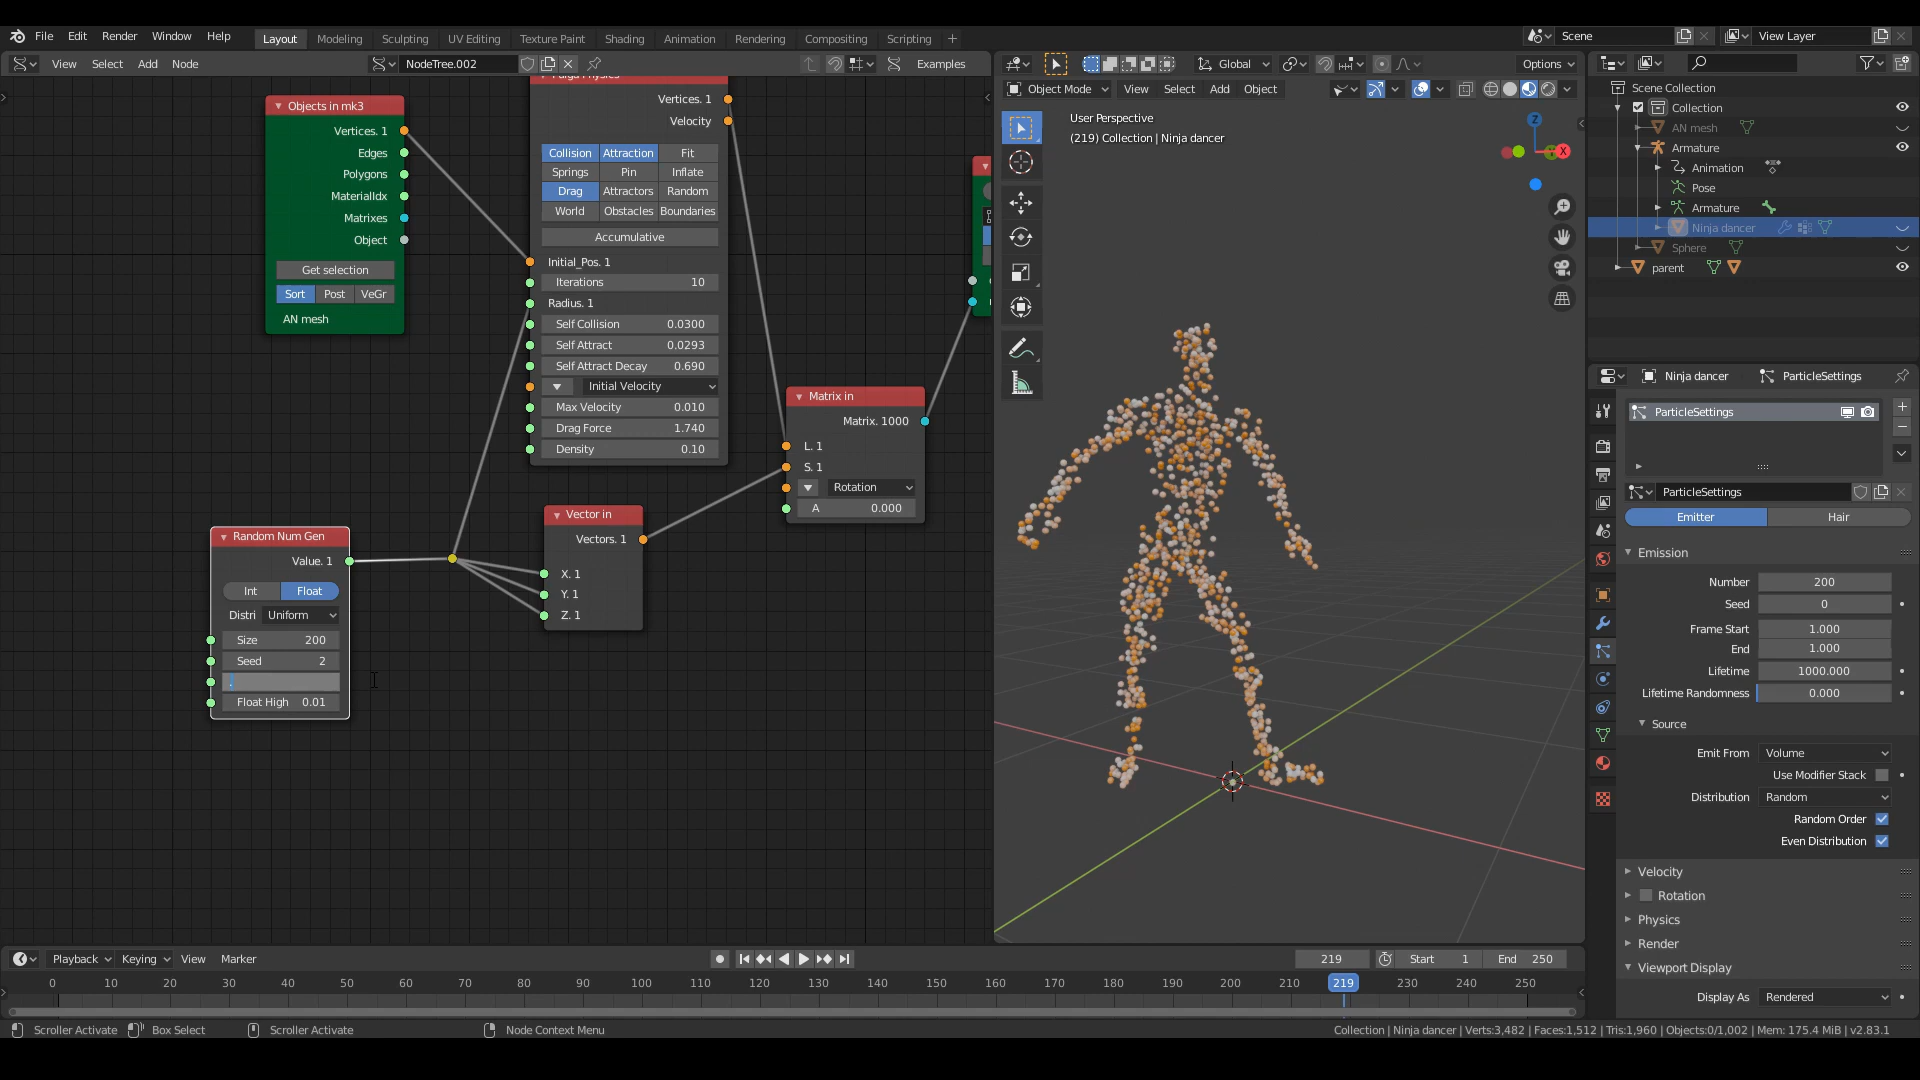 File Edit Render Window Help Layout Modeling Sculpting UV Editing Texture Paint Shading Animation Rendering Compositing Scripting + Scene View Layer
View Select Add Node NodeTree.002 Examples
Global Options
Object Mode View Select Add Object
User Perspective
(219) Collection | Ninja dancer
Objects in mk3
Vertices. 1
Edges
Polygons
MaterialIdx
Matrixes
Object
Get selection
Sort Post VeGr
AN mesh
Vertices. 1
Velocity
Collision Attraction Fit
Springs Pin Inflate
Drag Attractors Random
World Obstacles Boundaries
Accumulative
Initial_Pos. 1
Iterations 10
Radius. 1
Self Collision 0.0300
Self Attract 0.0293
Self Attract Decay 0.690
Initial Velocity
Max Velocity 0.010
Drag Force 1.740
Density 0.10
Matrix in
Matrix. 1000
L. 1
S. 1
Rotation
A 0.000
Vector in
Vectors. 1
X. 1
Y. 1
Z. 1
Random Num Gen
Value. 1
Int Float
Distri Uniform
Size 200
Seed 2
.
Float High 0.01
Z
X
Scene Collection
Collection
AN mesh
Armature
Animation
Pose
Armature
Ninja dancer
Sphere
parent
Ninja dancer ParticleSettings
ParticleSettings
ParticleSettings
Emitter Hair
Emission
Number 200
Seed 0
Frame Start 1.000
End 1.000
Lifetime 1000.000
Lifetime Randomness 0.000
Source
Emit From Volume
Use Modifier Stack
Distribution Random
Random Order
Even Distribution
Velocity
Rotation
Physics
Render
Viewport Display
Display As Rendered
Playback Keying View Marker 219 Start 1 End 250
0 10 20 30 40 50 60 70 80 90 100 110 120 130 140 150 160 170 180 190 200 210 219 230 240 250
Scroller Activate Box Select Scroller Activate Node Context Menu Collection | Ninja dancer | Verts:3,482 | Faces:1,512 | Tris:1,960 | Objects:0/1,002 | Mem: 175.4 MiB | v2.83.1